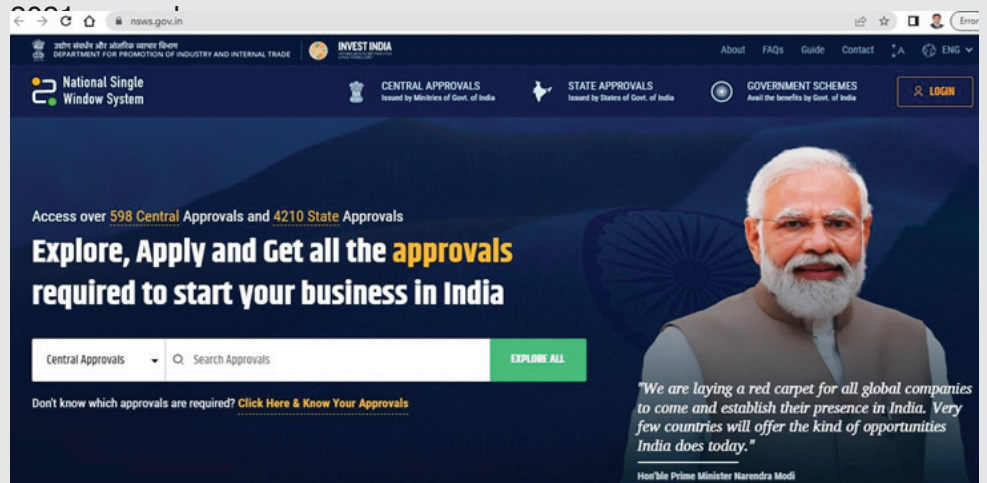 nsws.gov.in
Error
उद्योग संवर्धन और आंतरिक व्यापार विभाग
DEPARTMENT FOR PROMOTION OF INDUSTRY AND INTERNAL TRADE
INVEST INDIA
About FAQs Guide Contact A ENG
National Single
Window System
CENTRAL APPROVALS
Issued by Ministries of Govt. of India
STATE APPROVALS
Issued by States of Govt. of India
GOVERNMENT SCHEMES
Avail the benefits by Govt. of India
LOGIN
Access over 598 Central Approvals and 4210 State Approvals
Explore, Apply and Get all the approvals
required to start your business in India
Central Approvals
Search Approvals
EXPLORE ALL
Don't know which approvals are required? Click Here & Know Your Approvals
"We are laying a red carpet for all global companies
to come and establish their presence in India. Very
few countries will offer the kind of opportunities
India does today."
Hon'ble Prime Minister Narendra Modi